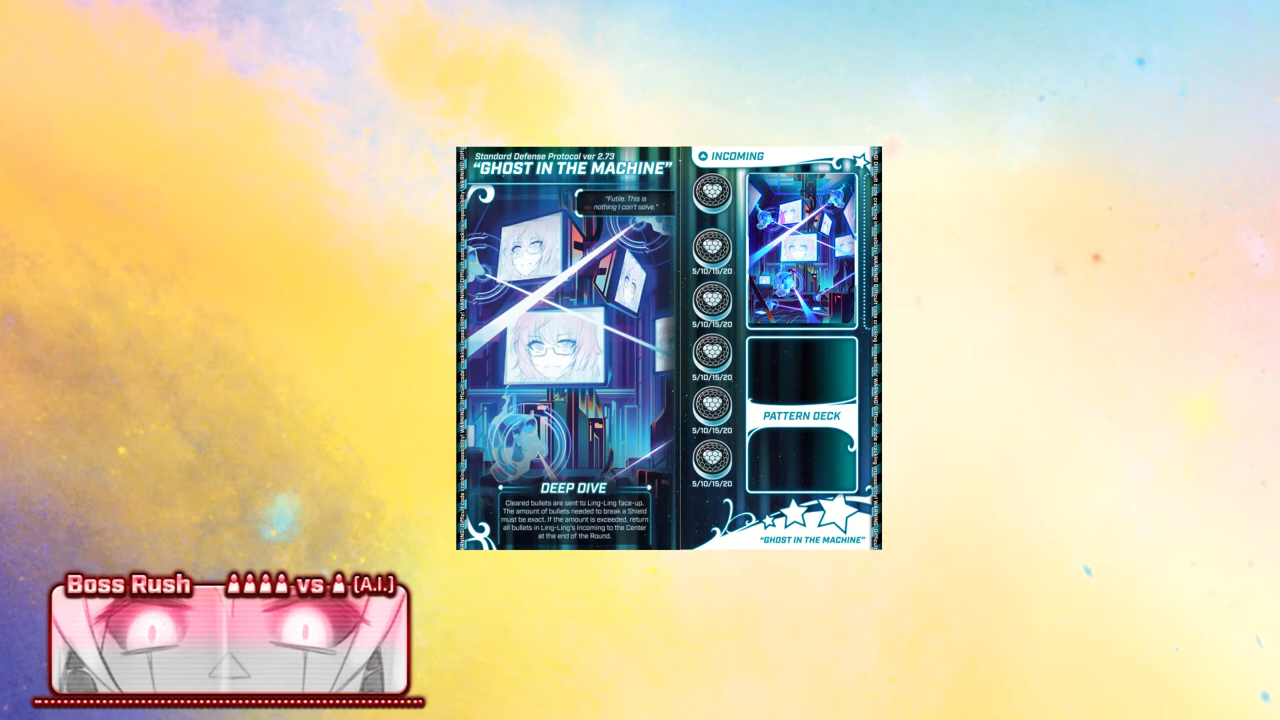 Standard Defense Protocol ver 2.73
"GHOST IN THE MACHINE"
"Futile. This is
nothing I can't solve."
DEEP DIVE
Cleared bullets are sent to Ling-Ling face-up.
The amount of bullets needed to break a Shield
must be exact. If the amount is exceeded, return
all bullets in Ling-Ling's Incoming to the Center
at the end of the Round.
INCOMING
5/10/15/20
5/10/15/20
5/10/15/20
5/10/15/20
5/10/15/20
PATTERN DECK
"GHOST IN THE MACHINE"
Boss Rush vs [A.I.]